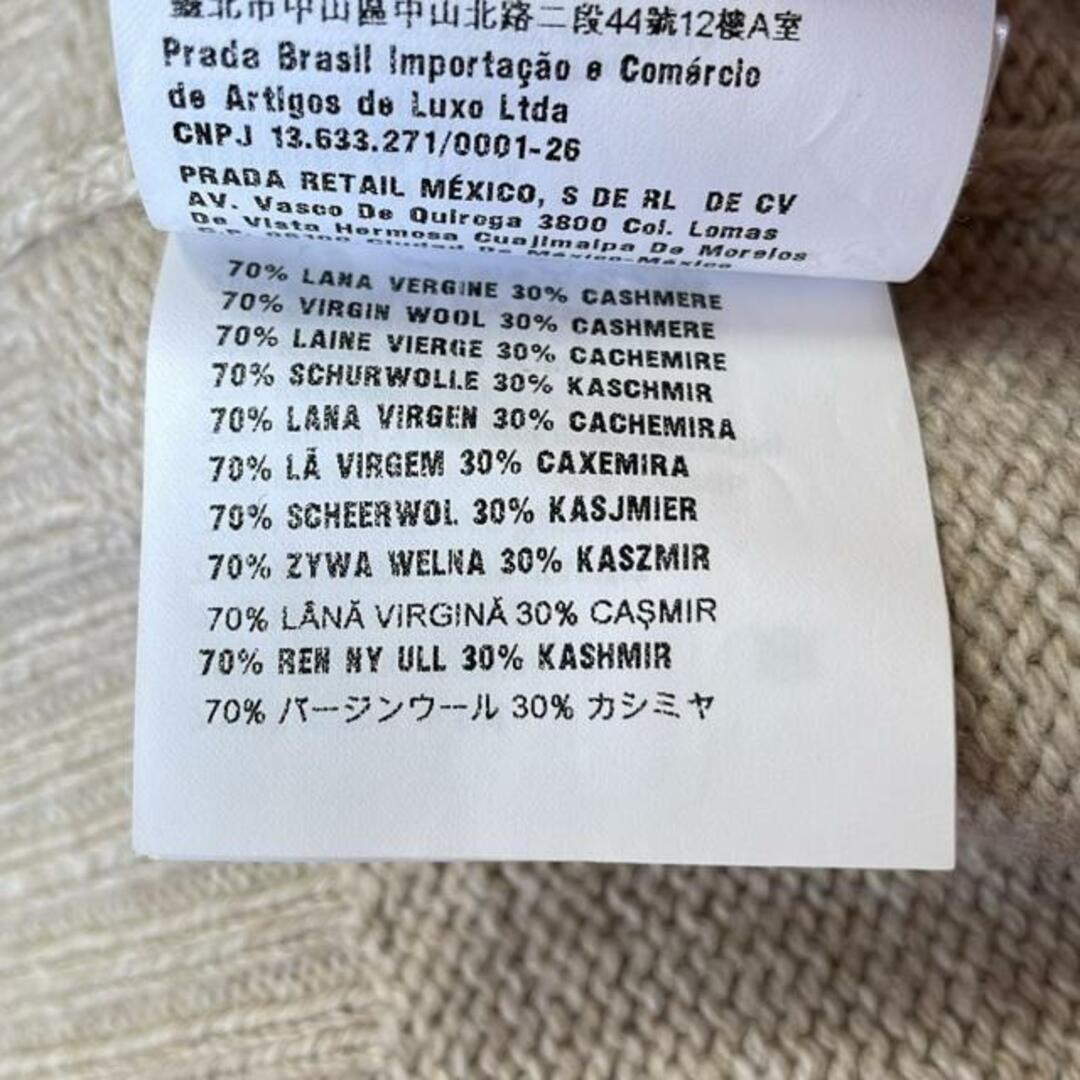 臺北市中山區中山北路二段44號12樓A室
Prada Brasil Importação e Comércio
de Artigos de Luxo Ltda
CNPJ 13.633.271/0001-26
PRADA RETAIL MÉXICO, S DE RL DE CV
AV. Vasco De Quiroga 3800 Col. Lomas
De Vista Hermosa Cuajimalpa De Morelos
Ciudad De México-México
70% LANA VERGINE 30% CASHMERE
70% VIRGIN WOOL 30% CASHMERE
70% LAINE VIERGE 30% CACHEMIRE
70% SCHURWOLLE 30% KASCHMIR
70% LANA VIRGEN 30% CACHEMIRA
70% LÃ VIRGEM 30% CAXEMIRA
70% SCHEERWOL 30% KASJMIER
70% ZYWA WELNA 30% KASZMIR
70% LÂNĂ VIRGINĂ 30% CAŞMIR
70% REN NY ULL 30% KASHMIR
70% バージンウール 30% カシミヤ